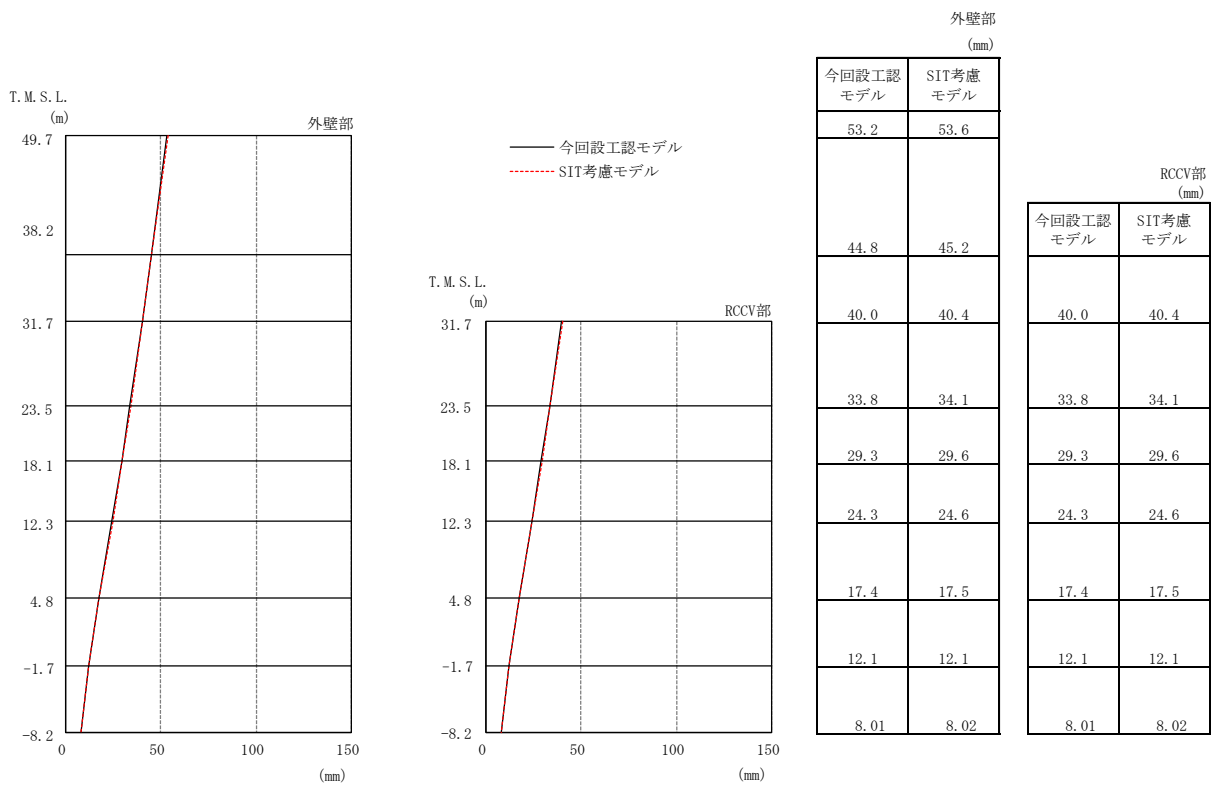 T.M.S.L.
(m)
外壁部
49.7
38.2
31.7
23.5
18.1
12.3
4.8
-1.7
-8.2
0 50 100 150
(mm)
今回設工認モデル
SIT考慮モデル
T.M.S.L.
(m)
RCCV部
31.7
23.5
18.1
12.3
4.8
-1.7
-8.2
0 50 100 150
(mm)
外壁部
(mm)
今回設工認 SIT考慮
モデル モデル
53.2 53.6
44.8 45.2
40.0 40.4
33.8 34.1
29.3 29.6
24.3 24.6
17.4 17.5
12.1 12.1
8.01 8.02
RCCV部
(mm)
今回設工認 SIT考慮
モデル モデル
40.0 40.4
33.8 34.1
29.3 29.6
24.3 24.6
17.4 17.5
12.1 12.1
8.01 8.02